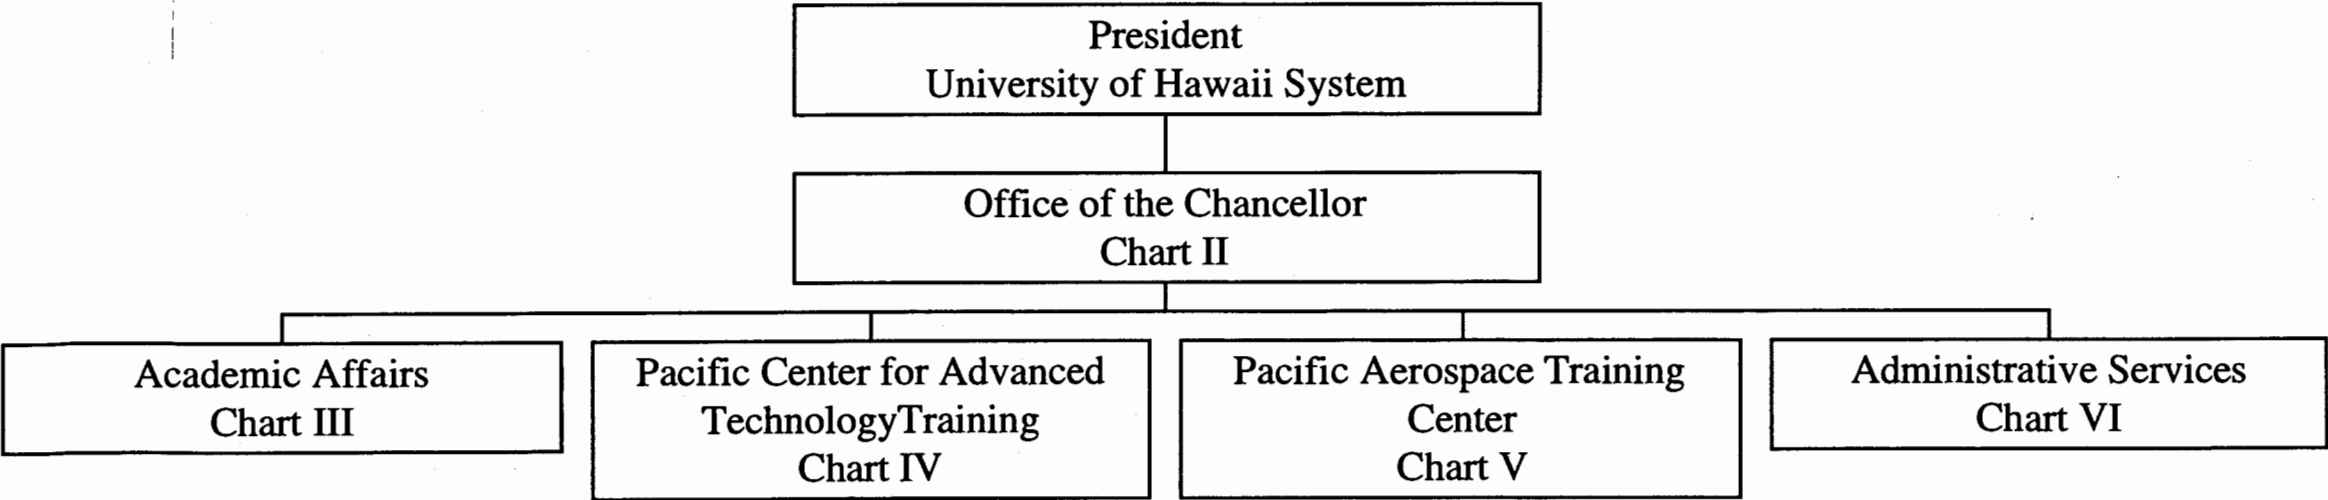 President
University of Hawaii System
Office of the Chancellor
Chart II
Academic Affairs
Chart III
Pacific Center for Advanced
TechnologyTraining
Chart IV
Pacific Aerospace Training
Center
Chart V
Administrative Services
Chart VI